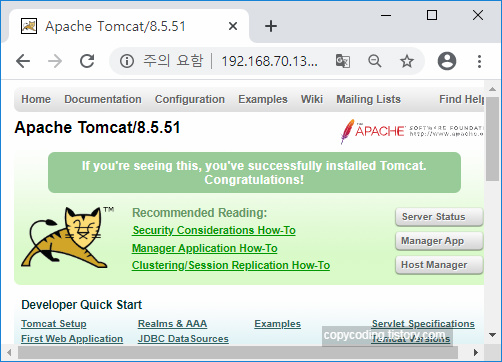 Apache Tomcat/8.5.51
주의 요함 192.168.70.13...
Home Documentation Configuration Examples Wiki Mailing Lists Find Help
Apache Tomcat/8.5.51
THE
APACHE SOFTWARE FOUNDA
http://www.apache.o
If you're seeing this, you've successfully installed Tomcat.
Congratulations!
TM
Recommended Reading:
Security Considerations How-To
Manager Application How-To
Clustering/Session Replication How-To
Server Status
Manager App
Host Manager
Developer Quick Start
Tomcat Setup Realms & AAA Examples Servlet Specifications
First Web Application JDBC DataSources Tomcat Versions
copycoding.tistory.com